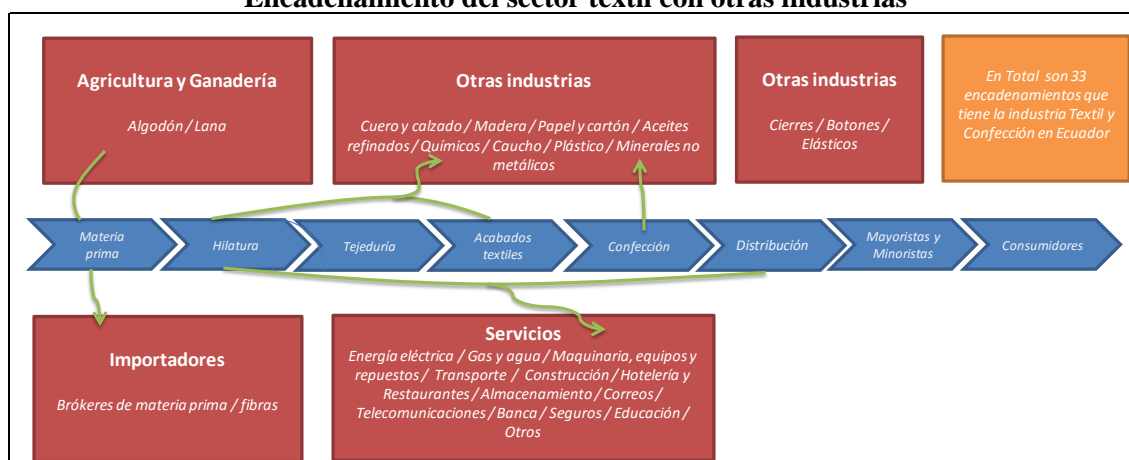 Encadenamiento del sector textil con otras industrias
Agricultura y Ganadería
Algodón / Lana
Otras industrias
Cuero y calzado / Madera / Papel y cartón / Aceites
refinados / Químicos / Caucho / Plástico / Minerales no
metálicos
Otras industrias
Cierres / Botones /
Elásticos
En Total son 33
encadenamientos que
tiene la industria Textil y
Confección en Ecuador
Materia
prima
Hilatura
Tejeduría
Acabados
textiles
Confección
Distribución
Mayoristas y
Minoristas
Consumidores
Importadores
Brókeres de materia prima / fibras
Servicios
Energía eléctrica / Gas y agua / Maquinaria, equipos y
repuestos / Transporte / Construcción / Hotelería y
Restaurantes / Almacenamiento / Correos /
Telecomunicaciones / Banca / Seguros / Educación /
Otros